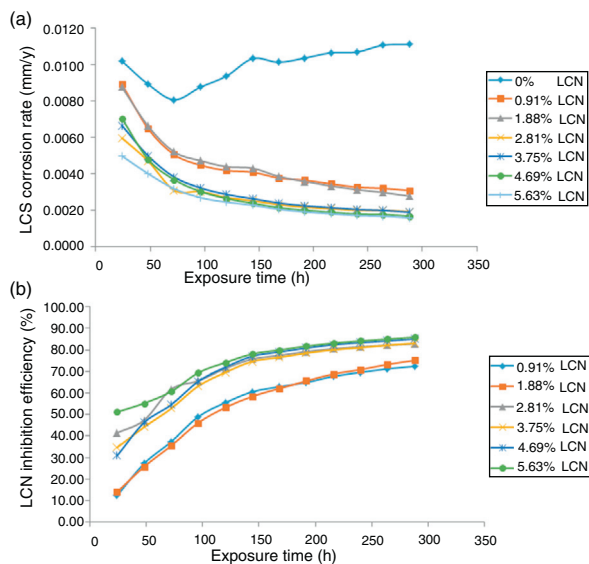 (a)
0.0120
0.0100
0.0080
0.0060
0.0040
0.0020
0.0000
LCS corrosion rate (mm/y)
0 50 100 150 200 250 300 350
Exposure time (h)
0% LCN
0.91% LCN
1.88% LCN
2.81% LCN
3.75% LCN
4.69% LCN
5.63% LCN
(b)
100.00
90.00
80.00
70.00
60.00
50.00
40.00
30.00
20.00
10.00
0.00
LCN inhibition efficiency (%)
0 50 100 150 200 250 300 350
Exposure time (h)
0.91% LCN
1.88% LCN
2.81% LCN
3.75% LCN
4.69% LCN
5.63% LCN